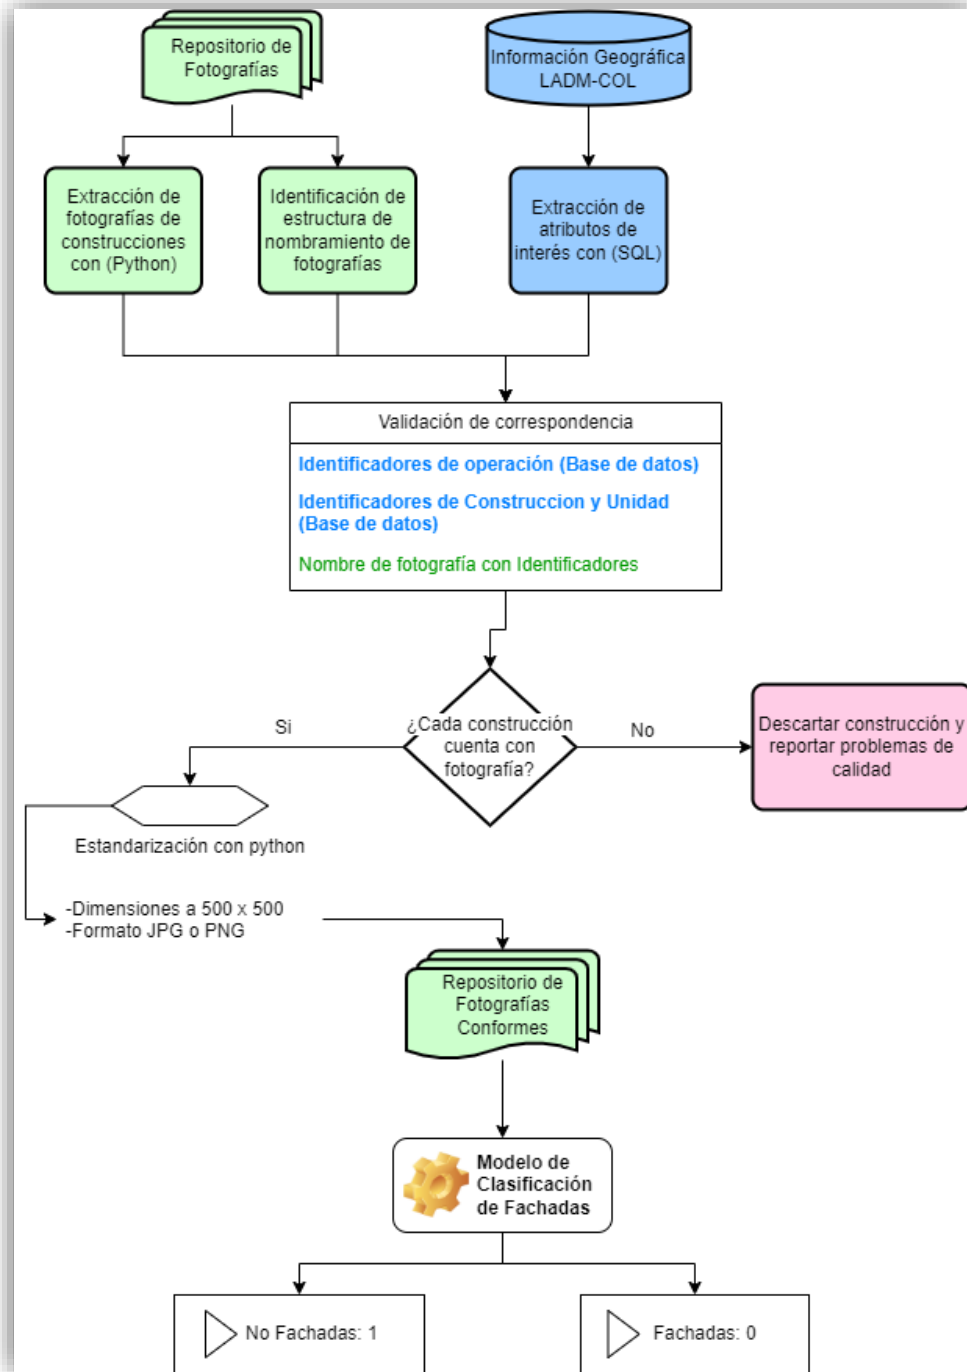 Repositorio de
Fotografías
Información Geográfica
LADM-COL
Extracción de
fotografías de
construcciones
con (Python)
Identificación de
estructura de
nombramiento de
fotografías
Extracción de
atributos de
interés con (SQL)
Validación de correspondencia
Identificadores de operación (Base de datos)
Identificadores de Construccion y Unidad
(Base de datos)
Nombre de fotografía con Identificadores
¿Cada construcción
cuenta con
fotografía?
Si
No
Descartar construcción y
reportar problemas de
calidad
Estandarización con python
-Dimensiones a 500 x 500
-Formato JPG o PNG
Repositorio de
Fotografías
Conformes
Modelo de
Clasificación
de Fachadas
No Fachadas: 1
Fachadas: 0